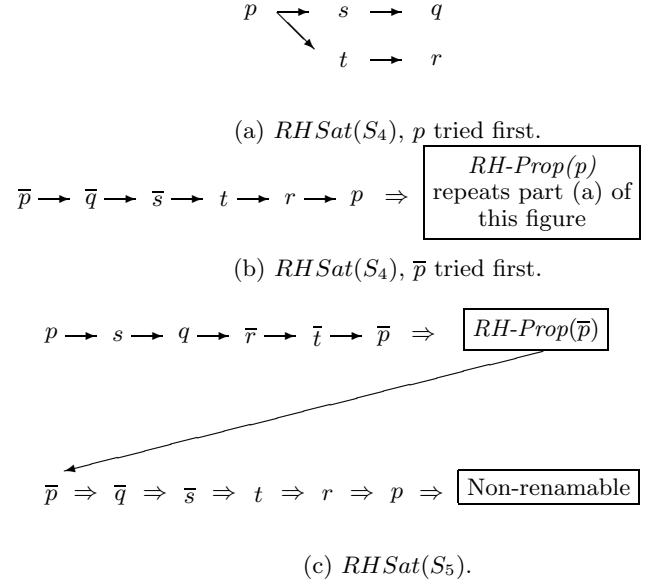 p → s → q
t → r
(a) RHSat(S₄), p tried first.
p̅ → q̅ → s̅ → t → r → p ⇒ RH-Prop(p)
repeats part (a) of
this figure
(b) RHSat(S₄), p̅ tried first.
p → s → q → r̅ → t̅ → p̅ ⇒ RH-Prop(p̅)
p̅ ⇒ q̅ ⇒ s̅ ⇒ t ⇒ r ⇒ p ⇒ Non-renamable
(c) RHSat(S₅).